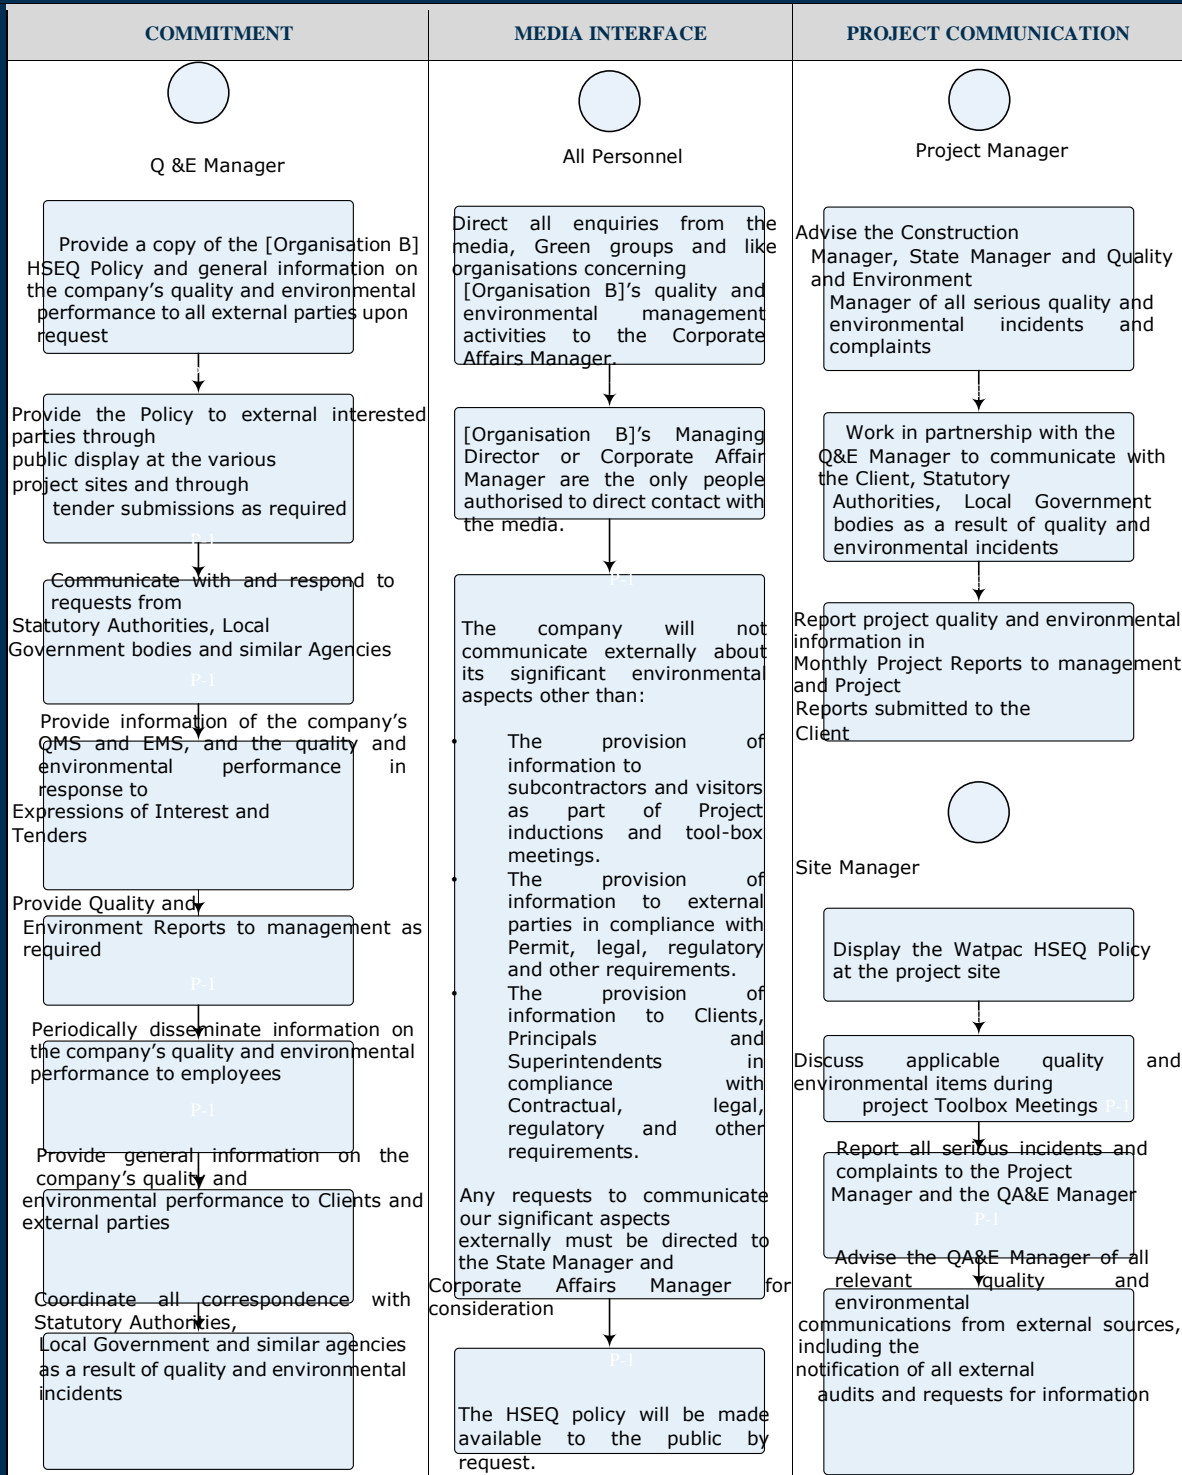 COMMITMENT
MEDIA INTERFACE
PROJECT COMMUNICATION
Q &E Manager
Provide a copy of the [Organisation B]
HSEQ Policy and general information on
the company's quality and environmental
performance to all external parties upon
request
Provide the Policy to external interested
parties through
public display at the various
project sites and through
tender submissions as required
P-1
Communicate with and respond to
requests from
Statutory Authorities, Local
Government bodies and similar Agencies
P-1
Provide information of the company's
QMS and EMS, and the quality and
environmental performance in
response to
Expressions of Interest and
Tenders
Provide Quality and
Environment Reports to management as
required
P-1
Periodically disseminate information on
the company's quality and environmental
performance to employees
P-1
Provide general information on the
company's quality and
environmental performance to Clients and
external parties
Coordinate all correspondence with
Statutory Authorities,
Local Government and similar agencies
as a result of quality and environmental
incidents
All Personnel
Direct all enquiries from the
media, Green groups and like
organisations concerning
[Organisation B]'s quality and
environmental management
activities to the Corporate
Affairs Manager.
[Organisation B]'s Managing
Director or Corporate Affair
Manager are the only people
authorised to direct contact with
the media.
P-1
The company will not
communicate externally about
its significant environmental
aspects other than:
• The provision of
information to
subcontractors and visitors
as part of Project
inductions and tool-box
meetings.
• The provision of
information to external
parties in compliance with
Permit, legal, regulatory
and other requirements.
• The provision of
information to Clients,
Principals and
Superintendents in
compliance with
Contractual, legal,
regulatory and other
requirements.
Any requests to communicate
our significant aspects
externally must be directed to
the State Manager and
Corporate Affairs Manager for
consideration
P-1
The HSEQ policy will be made
available to the public by
request.
Project Manager
Advise the Construction
Manager, State Manager and Quality
and Environment
Manager of all serious quality and
environmental incidents and
complaints
Work in partnership with the
Q&E Manager to communicate with
the Client, Statutory
Authorities, Local Government
bodies as a result of quality and
environmental incidents
Report project quality and environmental
information in
Monthly Project Reports to management
and Project
Reports submitted to the
Client
Site Manager
Display the Watpac HSEQ Policy
at the project site
Discuss applicable quality and
environmental items during
project Toolbox Meetings P-1
Report all serious incidents and
complaints to the Project
Manager and the QA&E Manager
P-1
Advise the QA&E Manager of all
relevant quality and
environmental
communications from external sources,
including the
notification of all external
audits and requests for information